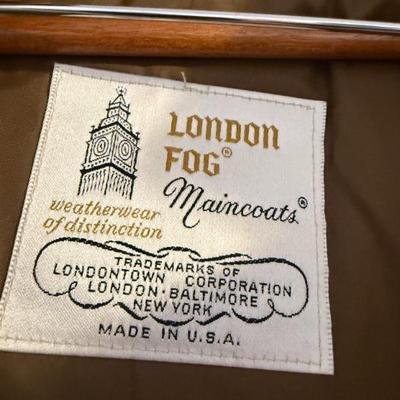 LONDON
FOG®
Maincoats®
weatherwear
of distinction
TRADEMARKS OF
LONDONTOWN CORPORATION
LONDON · BALTIMORE
NEW YORK
MADE IN U.S.A.